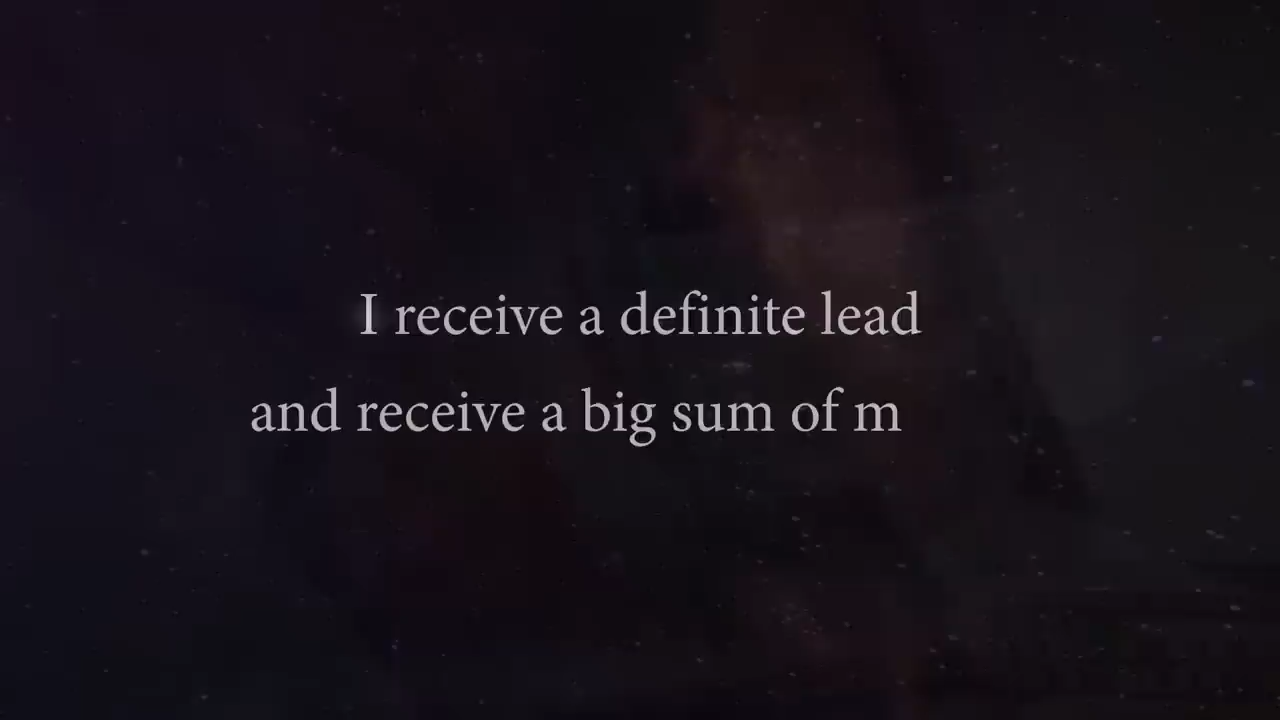 I receive a definite lead
and receive a big sum of m